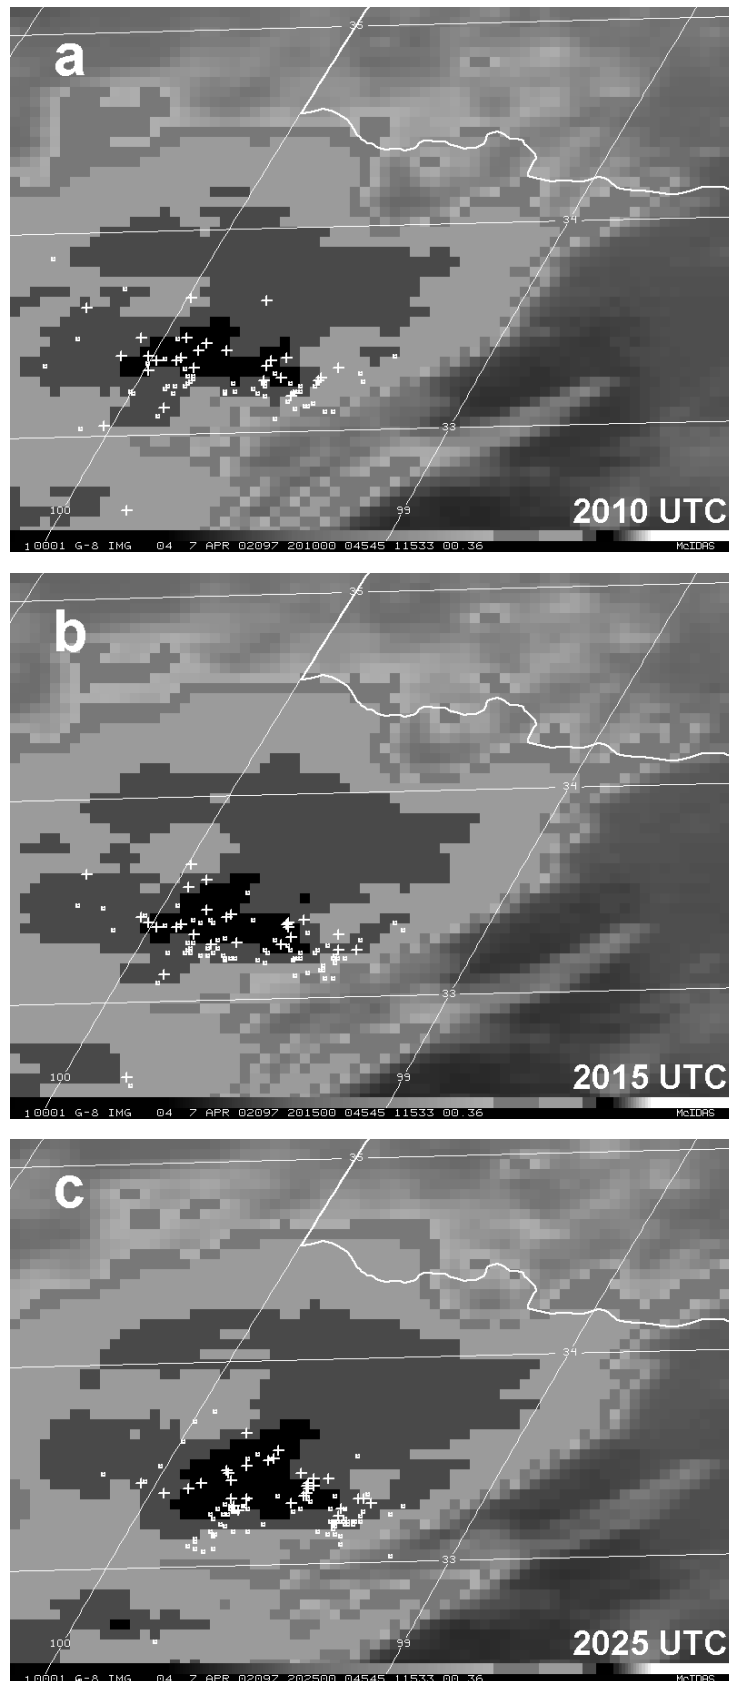 a
35
34
33
100 99
2010 UTC
10001 G-8 IMG 04 7 APR 02097 201000 04545 11533 00.36 McIDAS
b
35
34
33
100 99
2015 UTC
10001 G-8 IMG 04 7 APR 02097 201500 04545 11533 00.36 McIDAS
c
35
34
33
100 99
2025 UTC
10001 G-8 IMG 04 7 APR 02097 202500 04545 11533 00.36 McIDAS